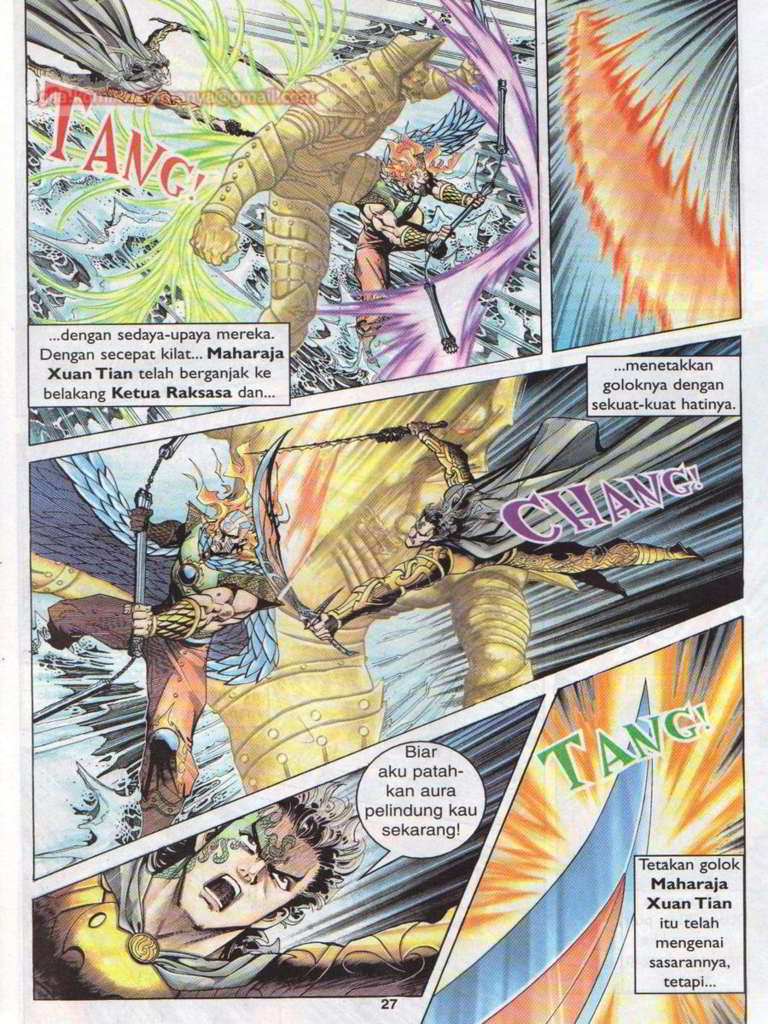 TANG!
...dengan sedaya-upaya mereka.
Dengan secepat kilat... Maharaja
Xuan Tian telah berganjak ke
belakang Ketua Raksasa dan...
...menetakkan
goloknya dengan
sekuat-kuat hatinya.
CHANG!
Biar
aku patah-
kan aura
pelindung kau
sekarang!
TANG!
Tetakan golok
Maharaja
Xuan Tian
itu telah
mengenai
sasarannya,
tetapi...
27